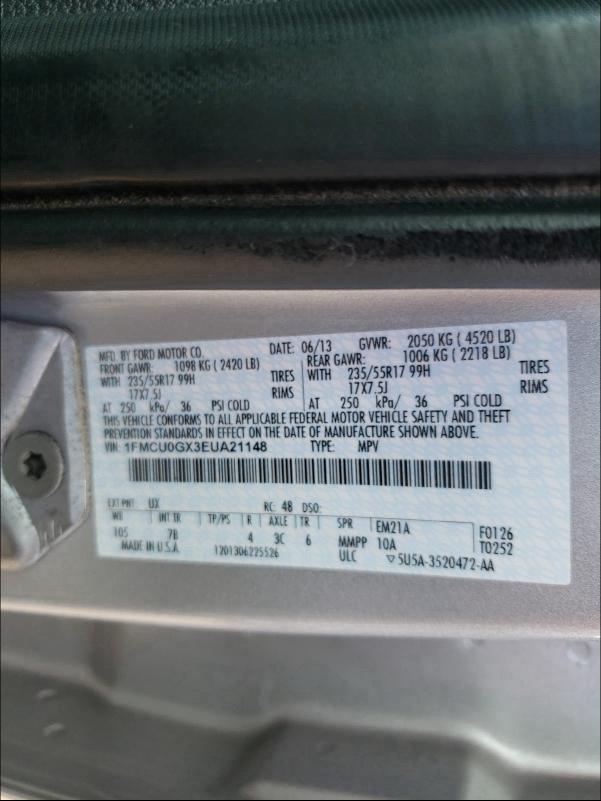 MFD. BY FORD MOTOR CO. DATE: 06/13 GVWR: 2050 KG ( 4520 LB)
FRONT GAWR: 1098 KG ( 2420 LB) REAR GAWR: 1006 KG ( 2218 LB)
WITH 235/55R17 99H TIRES WITH 235/55R17 99H TIRES
17X7.5J RIMS 17X7.5J RIMS
AT 250 kPa/ 36 PSI COLD AT 250 kPa/ 36 PSI COLD
THIS VEHICLE CONFORMS TO ALL APPLICABLE FEDERAL MOTOR VEHICLE SAFETY AND THEFT
PREVENTION STANDARDS IN EFFECT ON THE DATE OF MANUFACTURE SHOWN ABOVE.
VIN: 1FMCU0GX3EUA21148 TYPE: MPV
EXT PNT: UX RC: 48 DSO:
WB INT TR TP/PS R AXLE TR SPR EM21A F0126
105 7B 4 3C 6 MMPP 10A T0252
MADE IN U.S.A. 1201306225526 ULC ▽5U5A-3520472-AA